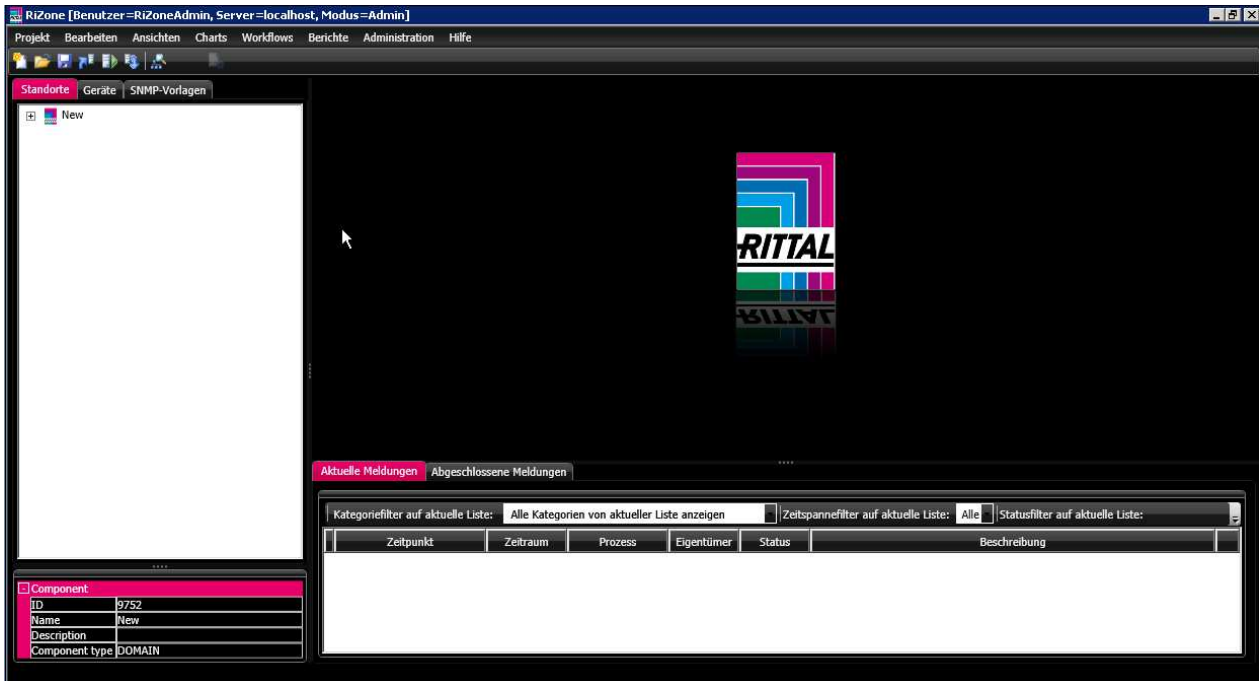 RiZone [Benutzer=RiZoneAdmin, Server=localhost, Modus=Admin]
Projekt Bearbeiten Ansichten Charts Workflows Berichte Administration Hilfe
Standorte Geräte SNMP-Vorlagen
New
RITTAL
Aktuelle Meldungen Abgeschlossene Meldungen
Kategoriefilter auf aktuelle Liste: Alle Kategorien von aktueller Liste anzeigen Zeitspannefilter auf aktuelle Liste: Alle Statusfilter auf aktuelle Liste:
Zeitpunkt Zeitraum Prozess Eigentümer Status Beschreibung
Component
ID 9752
Name New
Description
Component type DOMAIN